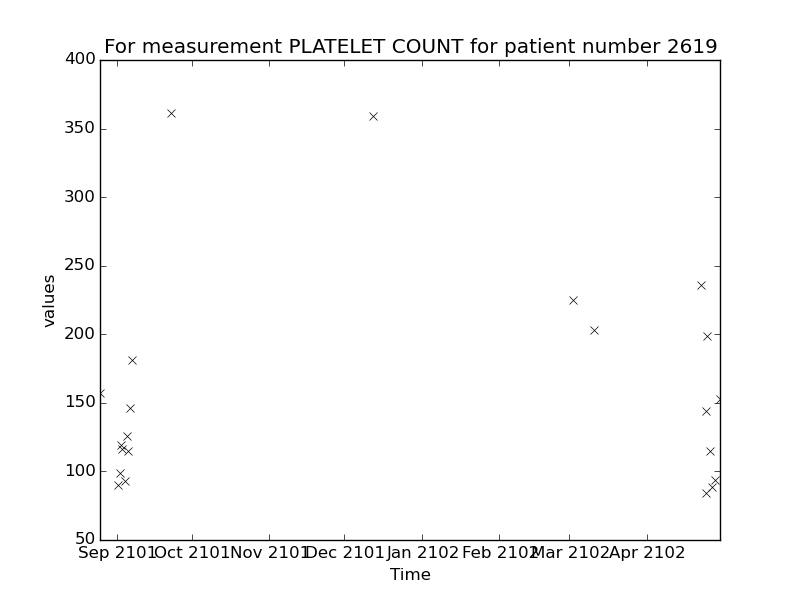 For measurement PLATELET COUNT for patient number 2619
400
350
300
250
200
150
100
50
values
Sep 2101 Oct 2101 Nov 2101 Dec 2101 Jan 2102 Feb 2102 Mar 2102 Apr 2102
Time